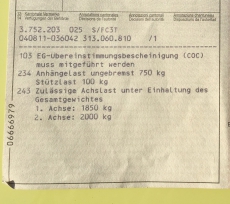 3.752.203 025 S/FC37
040811-036042 313.060.810 /1
103 EG-Übereinstimmungsbescheinigung (COC)
muss mitgeführt werden
234 Anhängelast ungebremst 750 kg
Stützlast 100 kg
243 Zulässige Achslast unter Einhaltung des
Gesamtgewichtes
1. Achse: 1850 kg
2. Achse: 2000 kg
D6666979